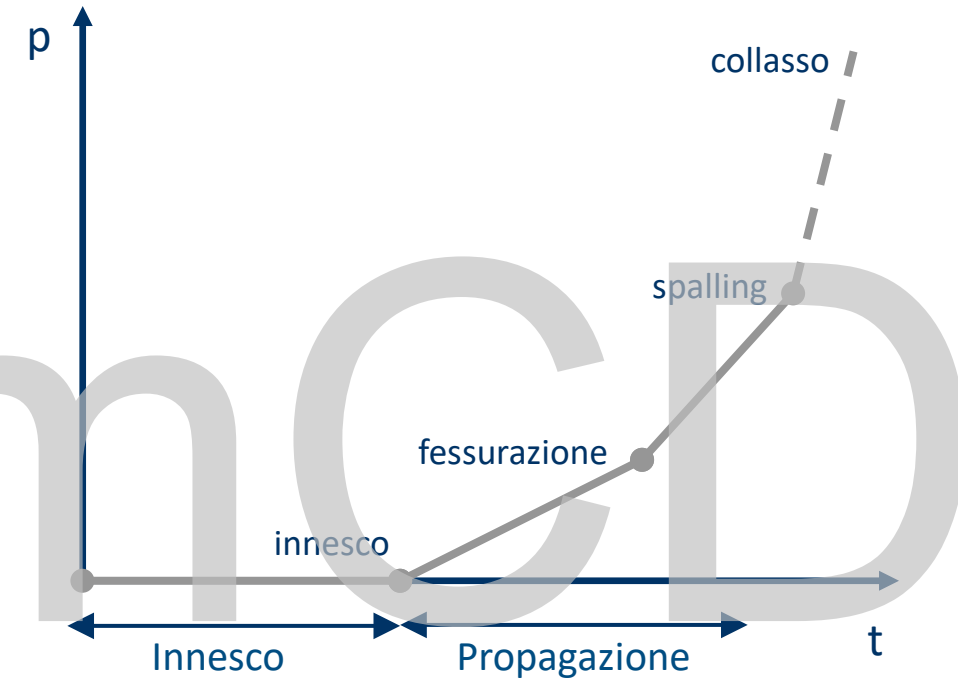 p
collasso
spalling
fessurazione
innesco
Innesco
Propagazione
t
mCD